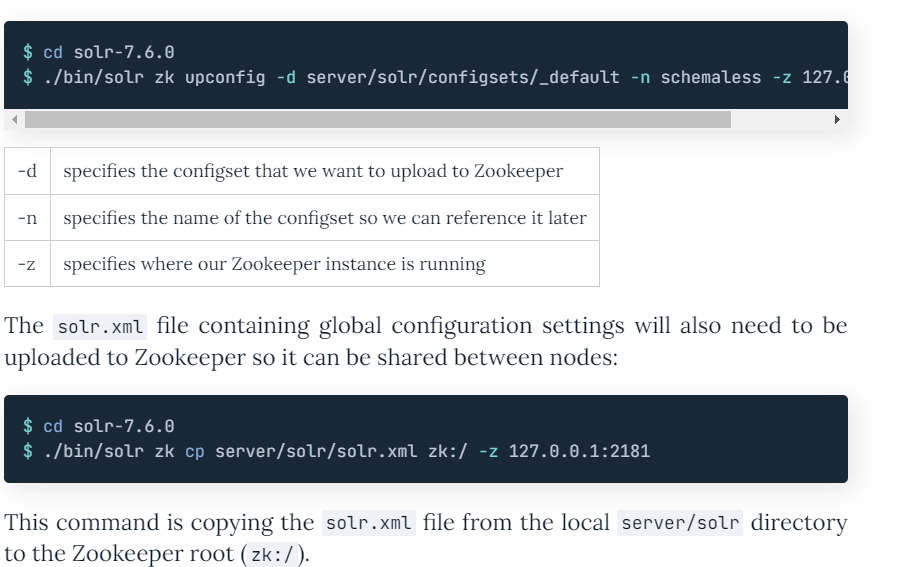 $ cd solr-7.6.0
$ ./bin/solr zk upconfig -d server/solr/configsets/_default -n schemaless -z 127.0
-d specifies the configset that we want to upload to Zookeeper
-n specifies the name of the configset so we can reference it later
-z specifies where our Zookeeper instance is running
The solr.xml file containing global configuration settings will also need to be
uploaded to Zookeeper so it can be shared between nodes:
$ cd solr-7.6.0
$ ./bin/solr zk cp server/solr/solr.xml zk:/ -z 127.0.0.1:2181
This command is copying the solr.xml file from the local server/solr directory
to the Zookeeper root (zk:/).